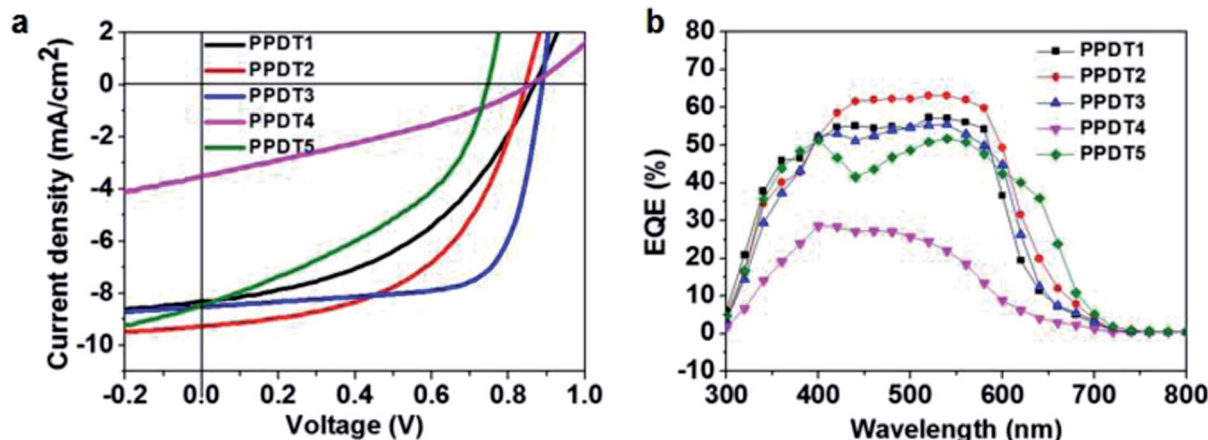 a
Current density (mA/cm²)
2
0
-2
-4
-6
-8
-10
PPDT1
PPDT2
PPDT3
PPDT4
PPDT5
-0.2
0.0
0.2
0.4
0.6
0.8
1.0
Voltage (V)
b
EQE (%)
80
70
60
50
40
30
20
10
0
-10
PPDT1
PPDT2
PPDT3
PPDT4
PPDT5
300
400
500
600
700
800
Wavelength (nm)